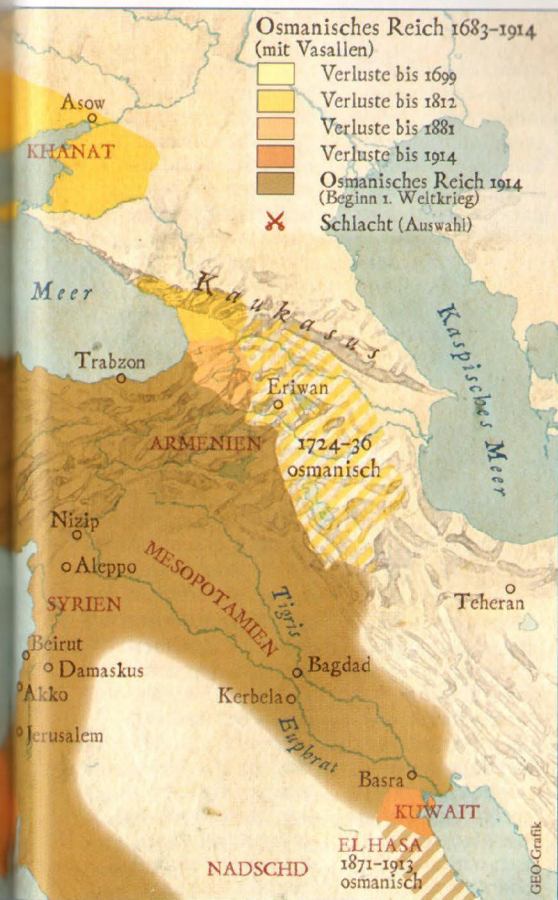 Osmanisches Reich 1683–1914
(mit Vasallen)
Verluste bis 1699
Verluste bis 1812
Verluste bis 1881
Verluste bis 1914
Osmanisches Reich 1914
(Beginn 1. Weltkrieg)
Schlacht (Auswahl)
Asow
KHANAT
Meer
Kaukasus
Kaspisches Meer
Trabzon
Eriwan
ARMENIEN
1724–36
osmanisch
Nizip
Aleppo
MESOPOTAMIEN
SYRIEN
Tigris
Teheran
Beirut
Damaskus
Bagdad
Akko
Kerbela
Jerusalem
Euphrat
Basra
KUWAIT
EL HASA
1871–1913
osmanisch
NADSCHD
GEO-Grafik